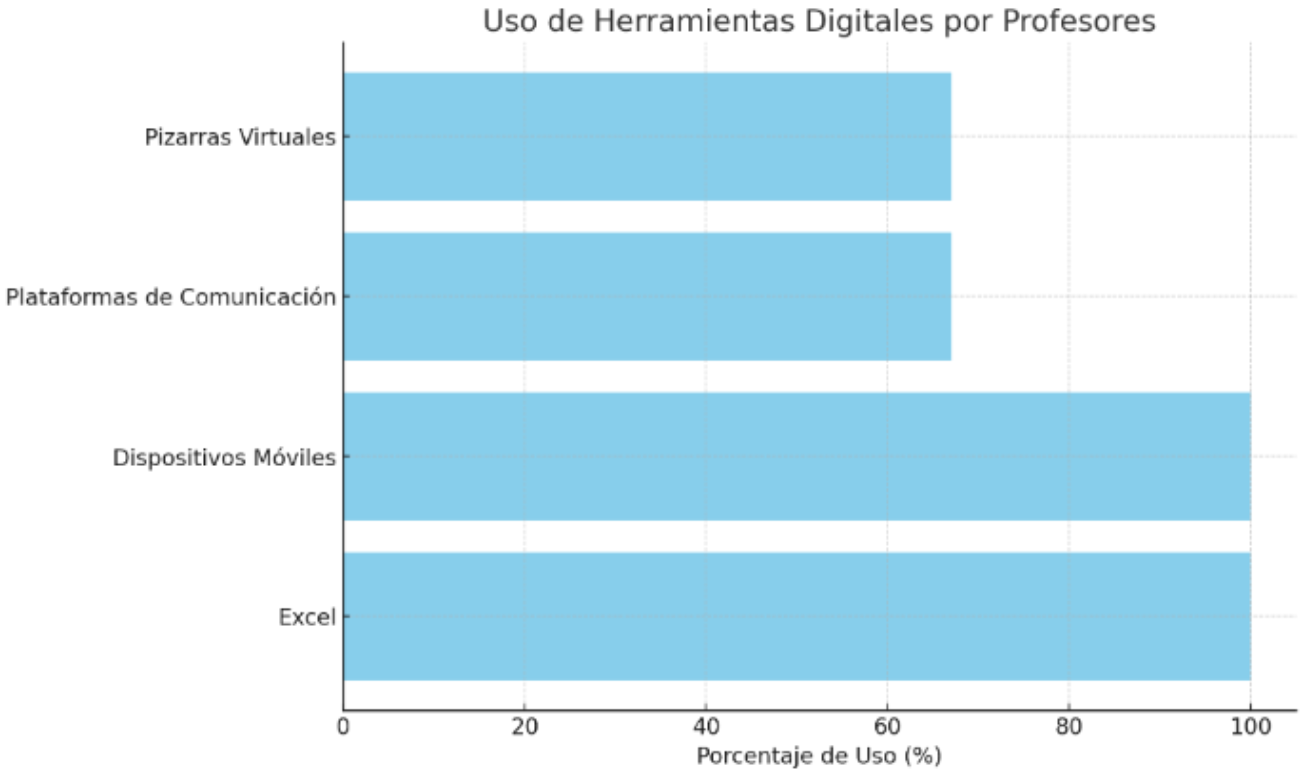 Uso de Herramientas Digitales por Profesores
Pizarras Virtuales
Plataformas de Comunicación
Dispositivos Móviles
Excel
0 20 40 60 80 100
Porcentaje de Uso (%)